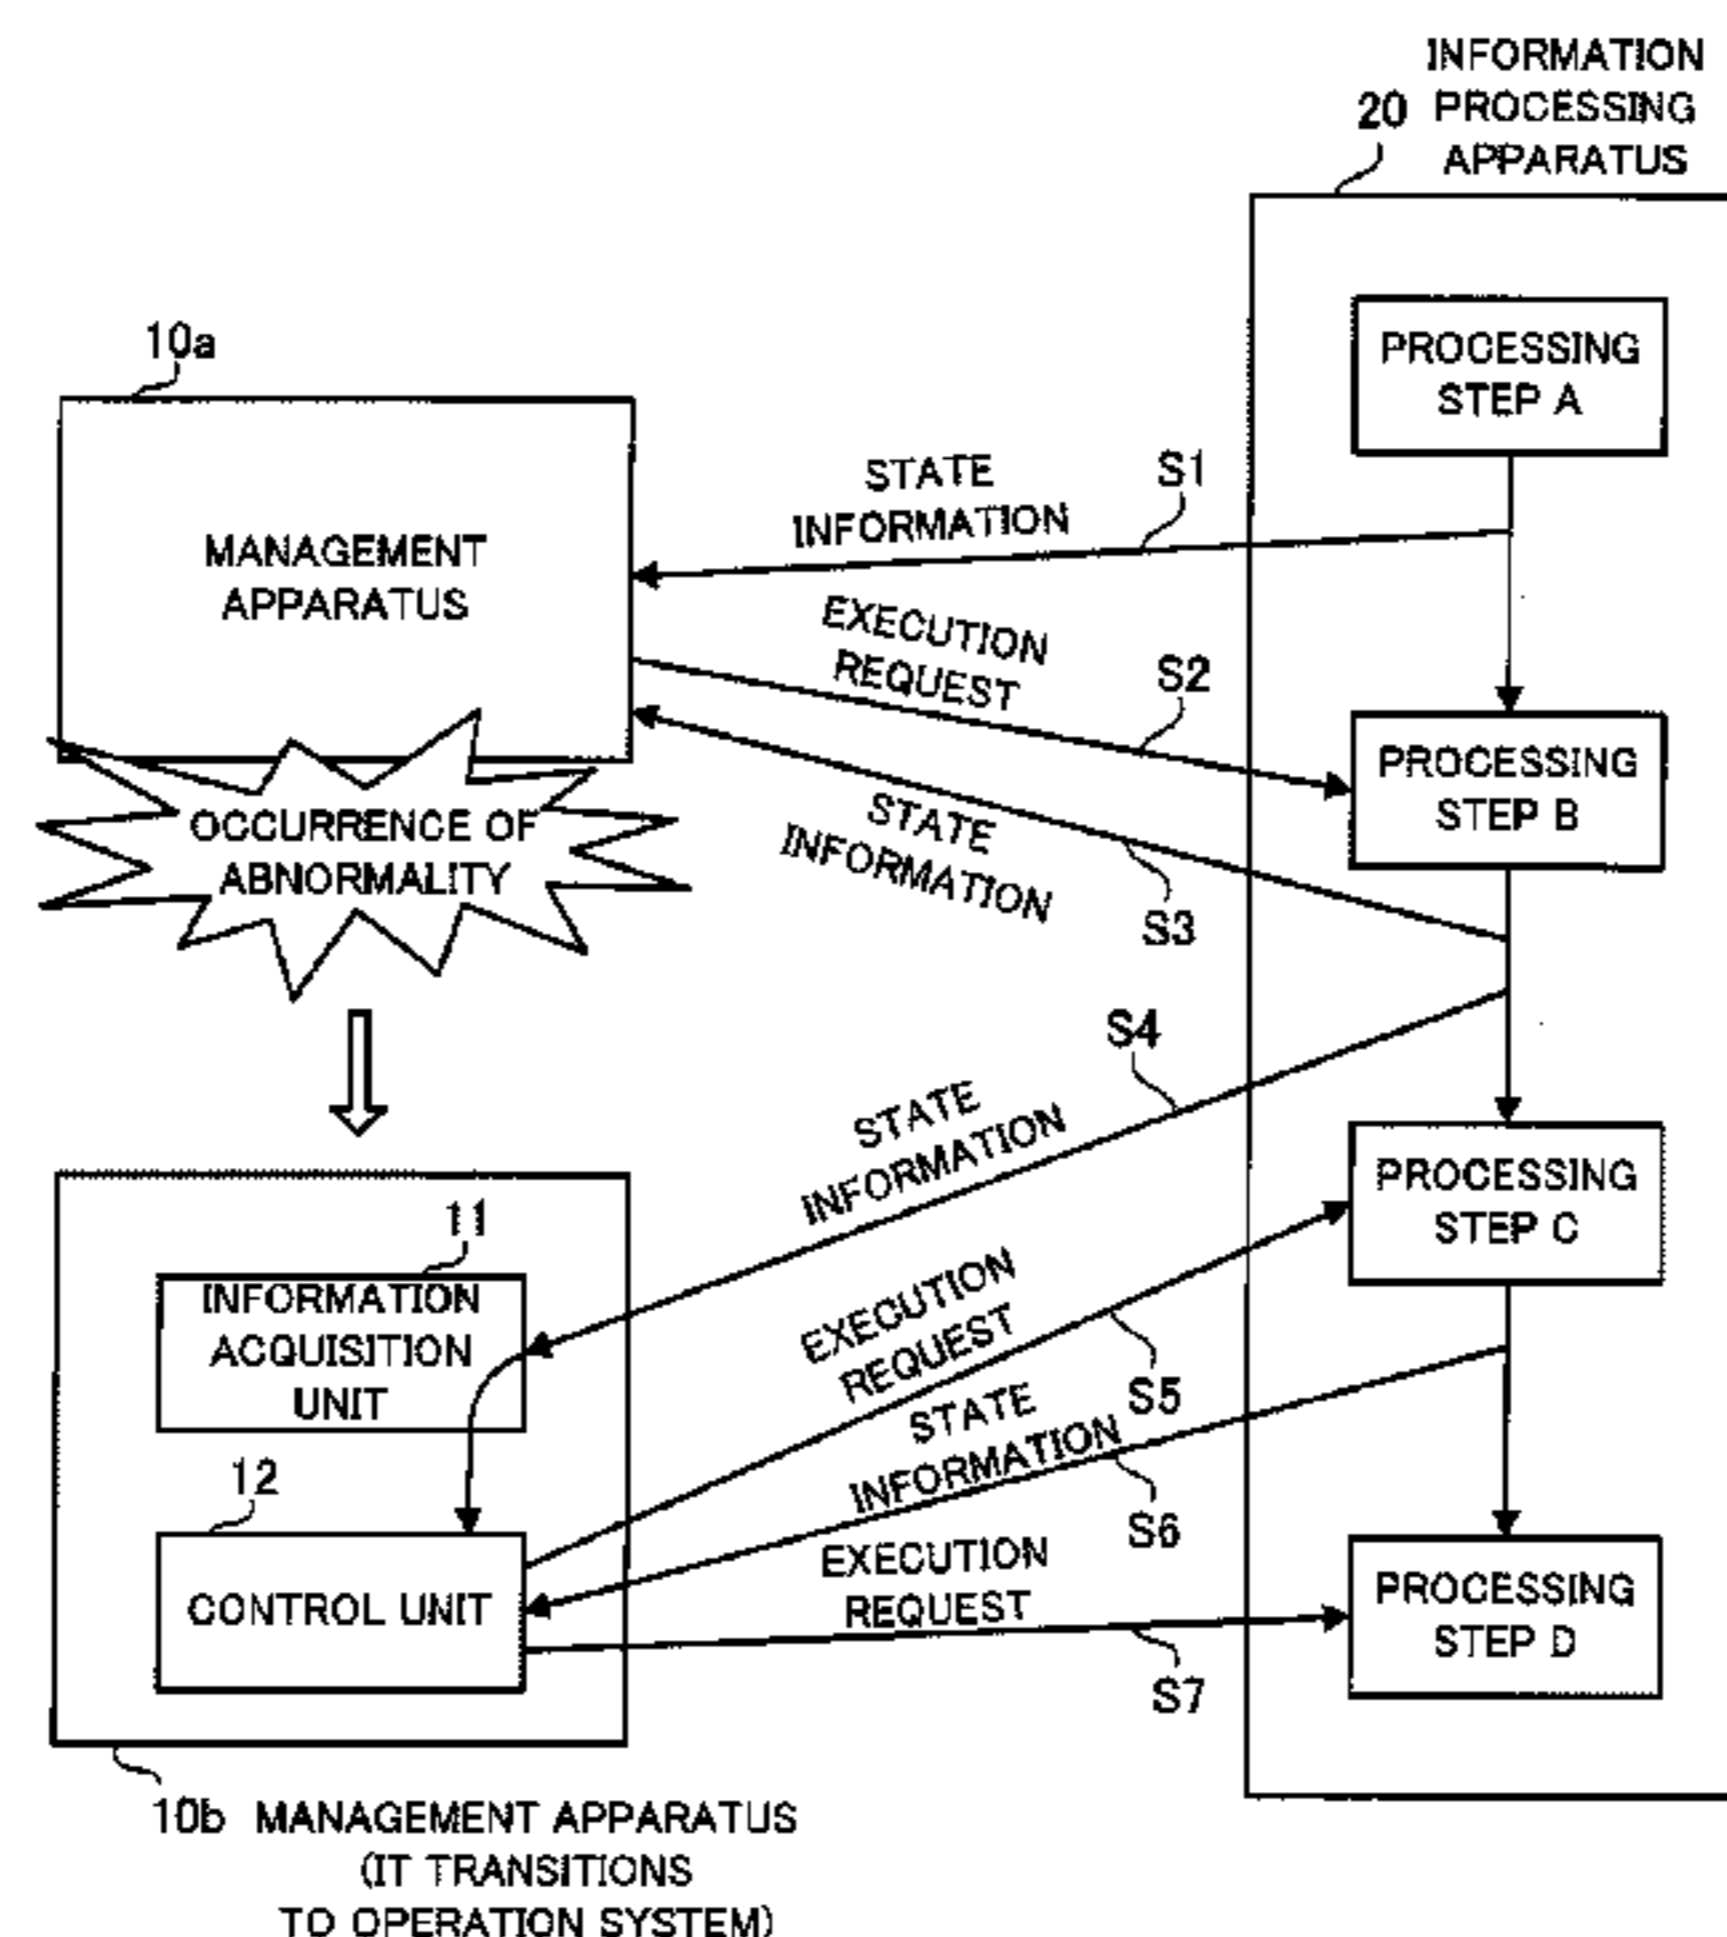 INFORMATION
20 PROCESSING
APPARATUS
10a
PROCESSING
STEP A
STATE
INFORMATION
S1
MANAGEMENT
APPARATUS
EXECUTION
REQUEST
S2
PROCESSING
STEP B
STATE
INFORMATION
S3
OCCURRENCE OF
ABNORMALITY
S4
STATE
INFORMATION
PROCESSING
STEP C
11
INFORMATION
ACQUISITION
UNIT
EXECUTION
REQUEST
S5
STATE
INFORMATION
S6
12
CONTROL UNIT
EXECUTION
REQUEST
S7
PROCESSING
STEP D
10b MANAGEMENT APPARATUS
(IT TRANSITIONS
TO OPERATION SYSTEM)